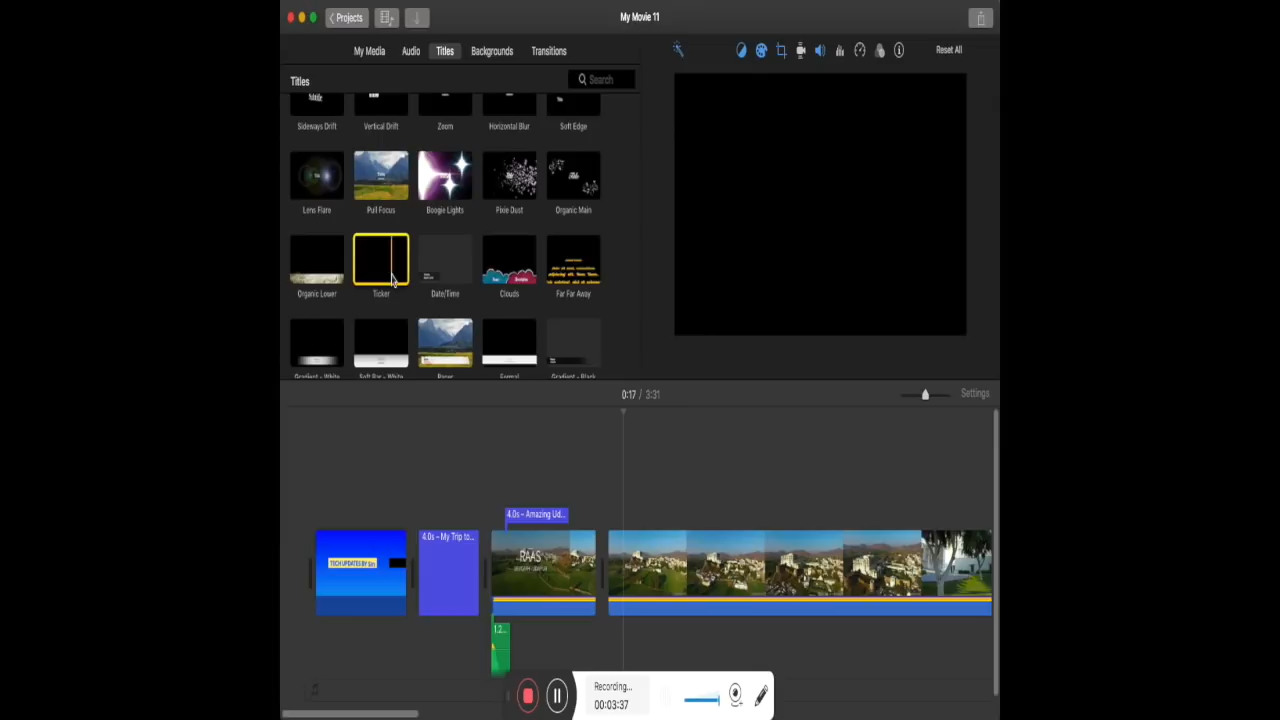 Projects
My Movie 11
My Media
Audio
Titles
Backgrounds
Transitions
Reset All
Titles
Search
Sideways Drift
Vertical Drift
Zoom
Horizontal Blur
Soft Edge
Lens Flare
Pull Focus
Boogie Lights
Pixie Dust
Organic Main
Organic Lower
Ticker
Date/Time
Clouds
Far Far Away
Gradient - White
Soft Bar - White
Paper
Formal
Gradient - Black
0:17 / 3:31
Settings
4.0s – Amazing Ud...
4.0s – My Trip to...
TECH UPDATES BY
RAAS
1.2...
Recording...
00:03:37